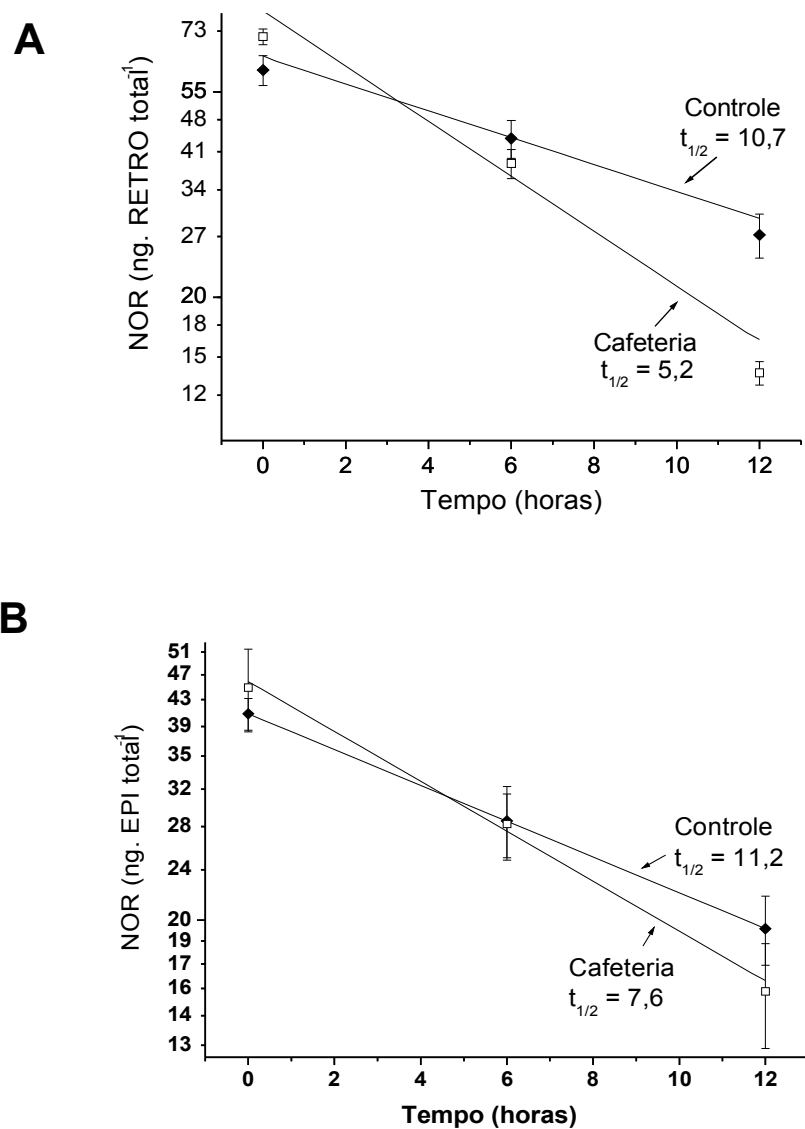 A
NOR (ng. RETRO total-1)
73
55
48
41
34
27
20
18
15
12
Controle
t1/2 = 10,7
Cafeteria
t1/2 = 5,2
0 2 4 6 8 10 12
Tempo (horas)
B
NOR (ng. EPI total-1)
51
47
43
39
35
32
28
24
20
19
17
16
14
13
Controle
t1/2 = 11,2
Cafeteria
t1/2 = 7,6
0 2 4 6 8 10 12
Tempo (horas)